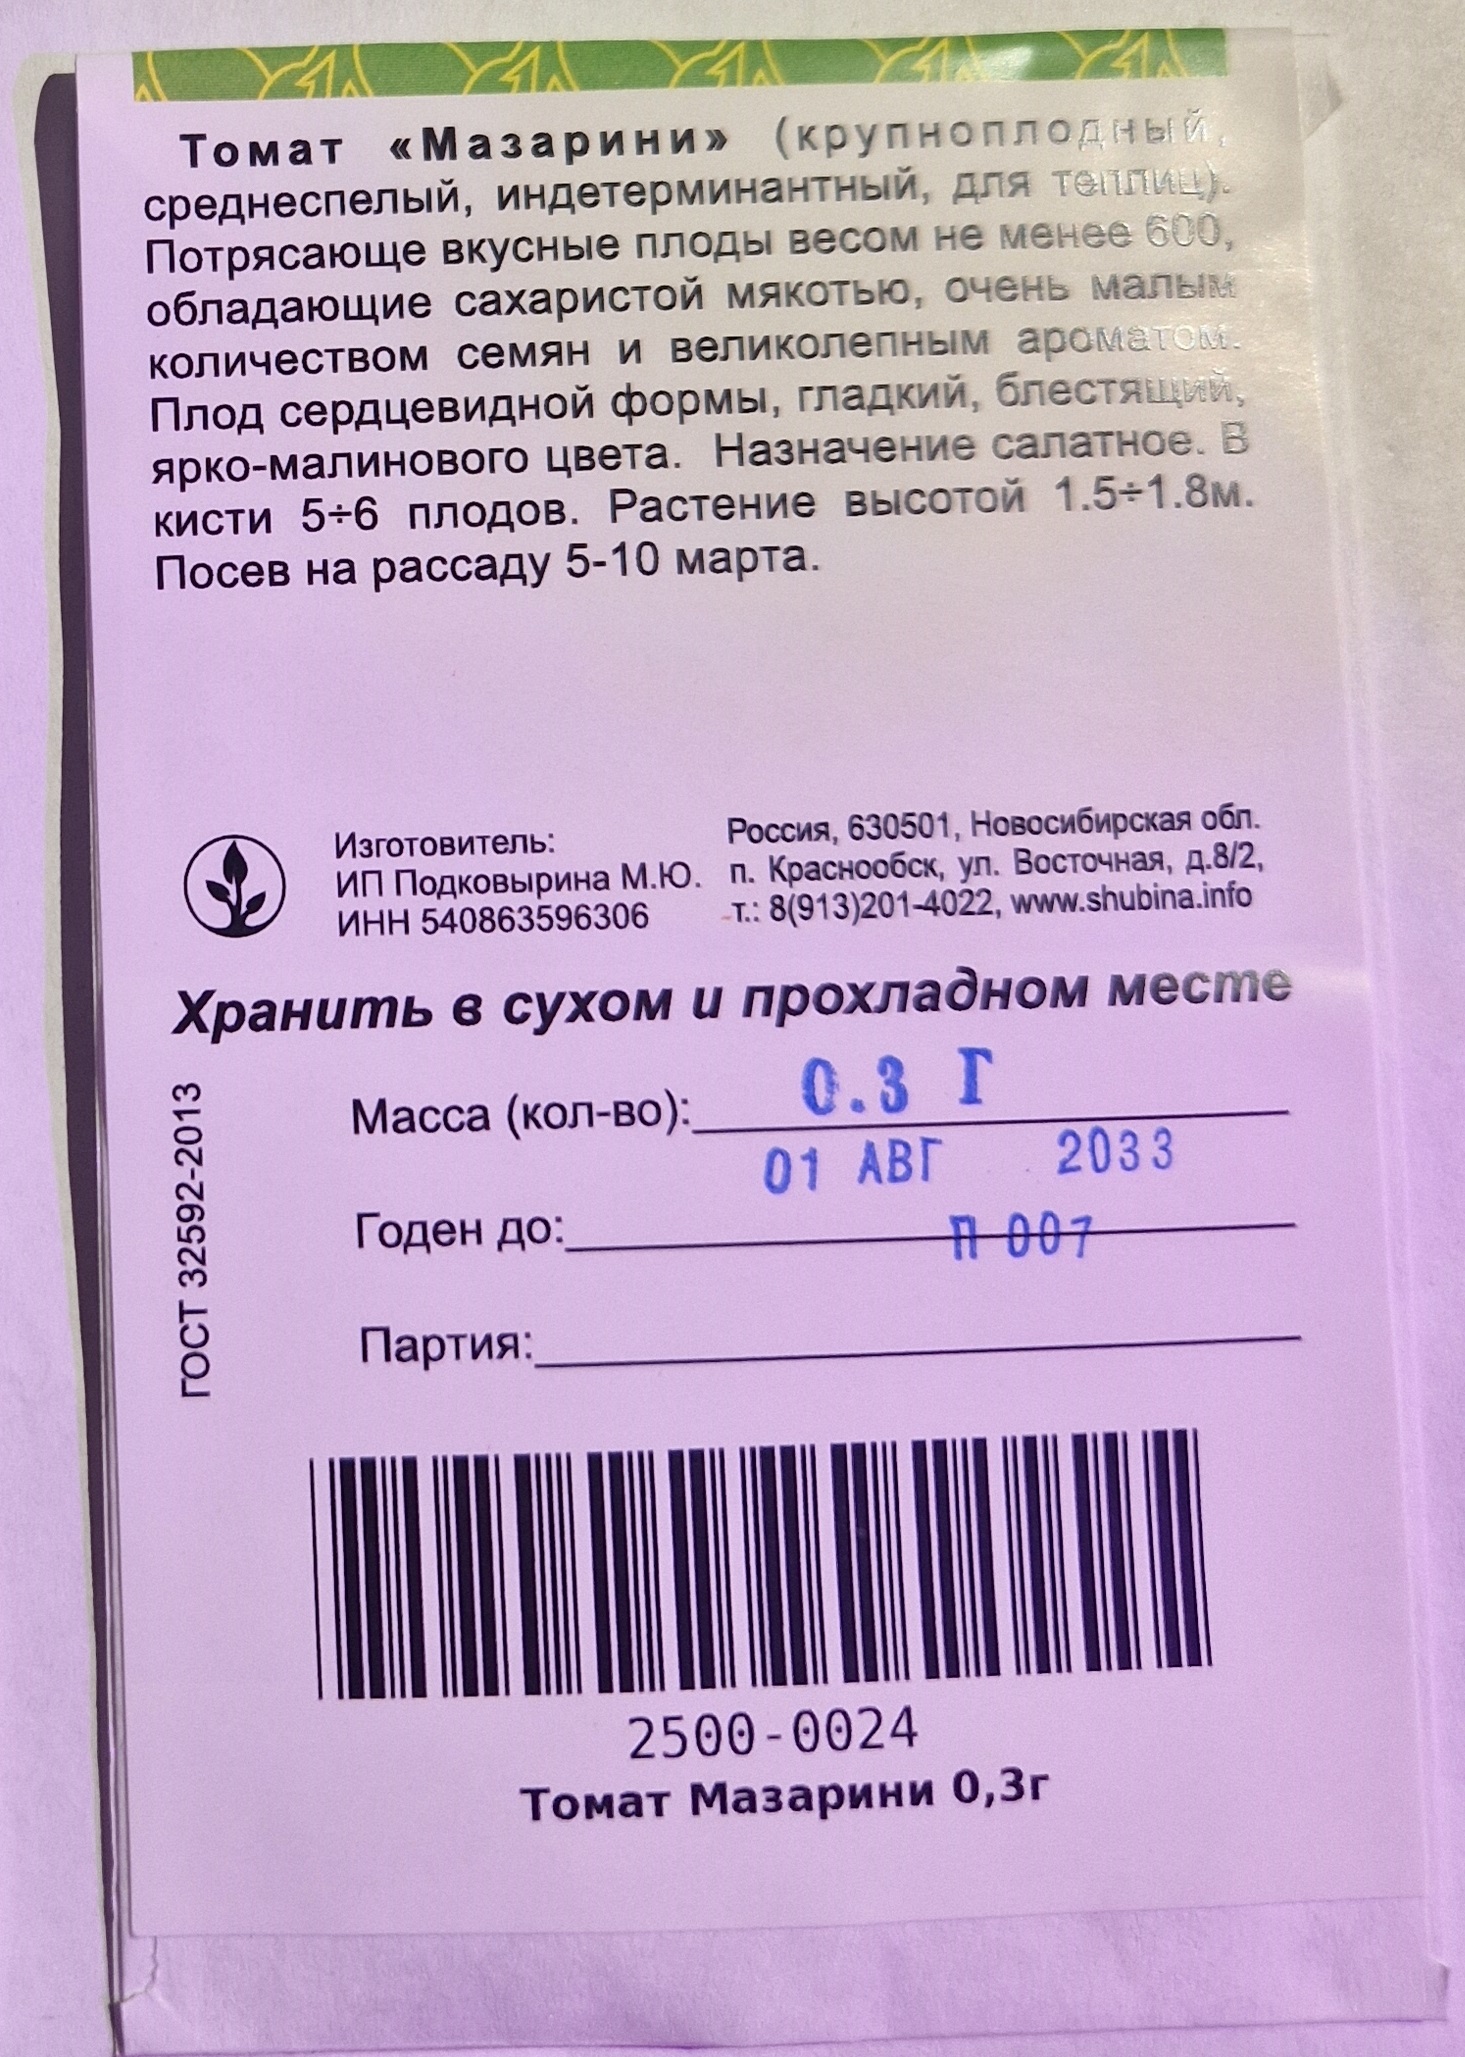 Томат «Мазарини» (крупноплодный,
среднеспелый, индетерминантный, для теплиц).
Потрясающе вкусные плоды весом не менее 600,
обладающие сахаристой мякотью, очень малым
количеством семян и великолепным ароматом.
Плод сердцевидной формы, гладкий, блестящий,
ярко-малинового цвета. Назначение салатное. В
кисти 5÷6 плодов. Растение высотой 1.5÷1.8м.
Посев на рассаду 5-10 марта.
Изготовитель:
ИП Подковырина М.Ю.
ИНН 540863596306
Россия, 630501, Новосибирская обл.
п. Краснообск, ул. Восточная, д.8/2,
т.: 8(913)201-4022, www.shubina.info
Хранить в сухом и прохладном месте
ГОСТ 32592-2013
Масса (кол-во): 0.3 Г
01 АВГ 2033
Годен до:
П 007
Партия:
2500-0024
Томат Мазарини 0,3г